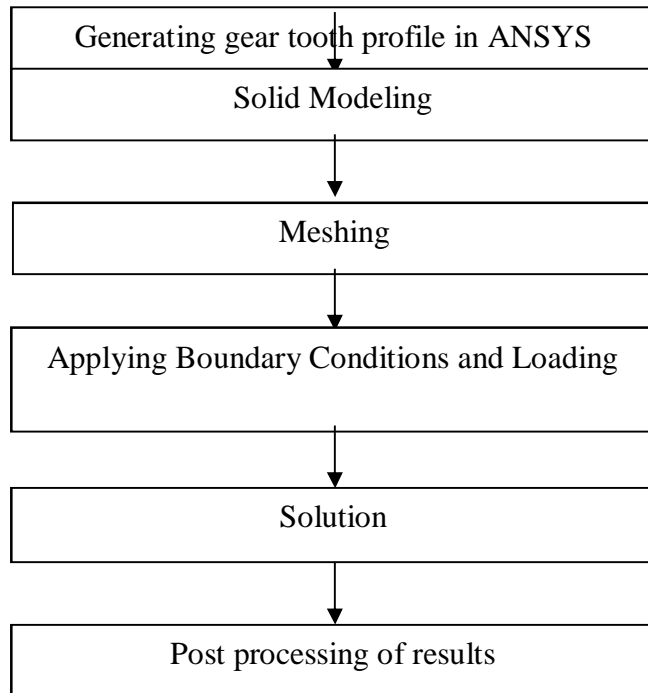 Generating gear tooth profile in ANSYS
Solid Modeling
Meshing
Applying Boundary Conditions and Loading
Solution
Post processing of results